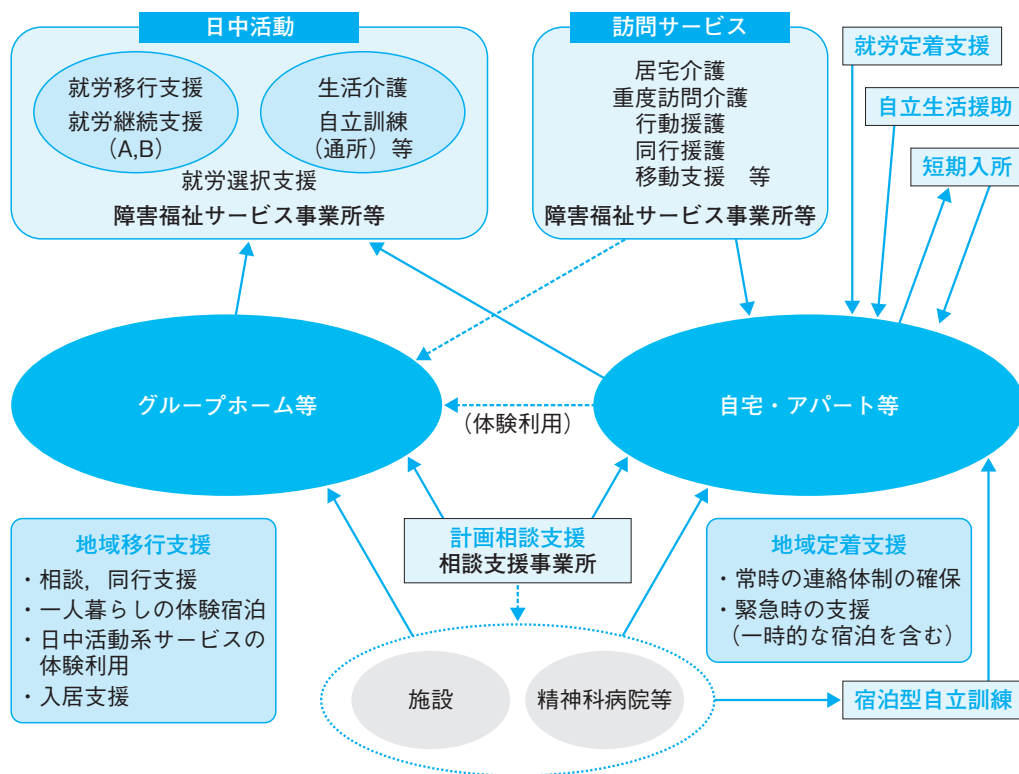 日中活動
就労移行支援
就労継続支援
（A,B）
生活介護
自立訓練
（通所）等
就労選択支援
障害福祉サービス事業所等
訪問サービス
居宅介護
重度訪問介護
行動援護
同行援護
移動支援　等
障害福祉サービス事業所等
就労定着支援
自立生活援助
短期入所
グループホーム等
（体験利用）
自宅・アパート等
地域移行支援
・相談，同行支援
・一人暮らしの体験宿泊
・日中活動系サービスの
体験利用
・入居支援
計画相談支援
相談支援事業所
地域定着支援
・常時の連絡体制の確保
・緊急時の支援
（一時的な宿泊を含む）
施設
精神科病院等
宿泊型自立訓練